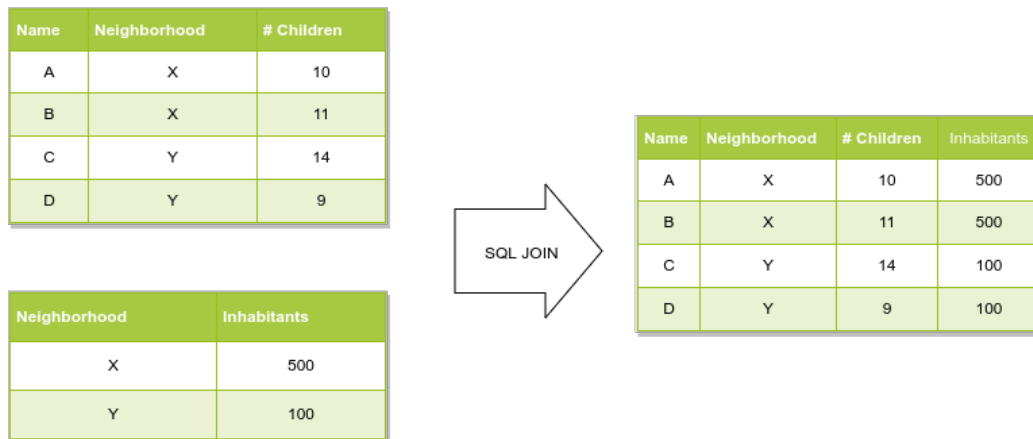 Name Neighborhood # Children
A X 10
B X 11
C Y 14
D Y 9
Neighborhood Inhabitants
X 500
Y 100
SQL JOIN
Name Neighborhood # Children Inhabitants
A X 10 500
B X 11 500
C Y 14 100
D Y 9 100